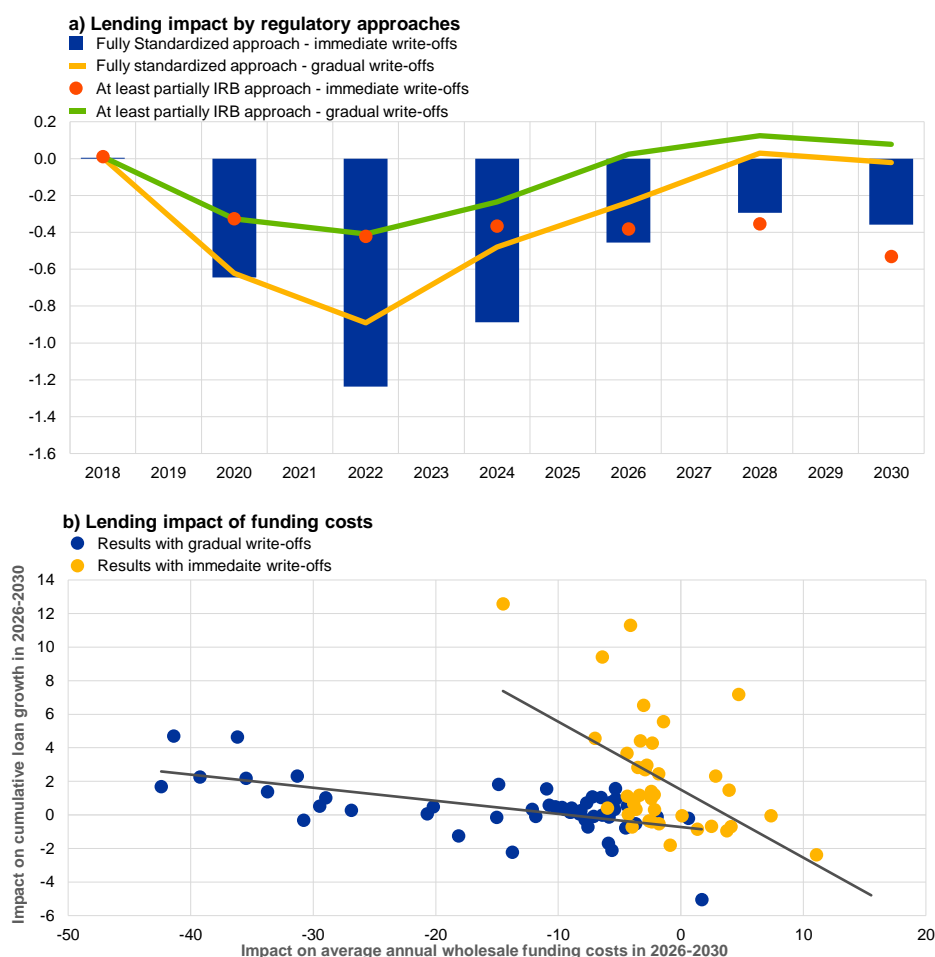 a) Lending impact by regulatory approaches
Fully Standardized approach - immediate write-offs
Fully standardized approach - gradual write-offs
At least partially IRB approach - immediate write-offs
At least partially IRB approach - gradual write-offs
0.2
0.0
-0.2
-0.4
-0.6
-0.8
-1.0
-1.2
-1.4
-1.6
2018 2019 2020 2021 2022 2023 2024 2025 2026 2027 2028 2029 2030
b) Lending impact of funding costs
Results with gradual write-offs
Results with immedaite write-offs
Impact on cumulative loan growth in 2026-2030
14
12
10
8
6
4
2
0
-2
-4
-6
-50 -40 -30 -20 -10 0 10 20
Impact on average annual wholesale funding costs in 2026-2030